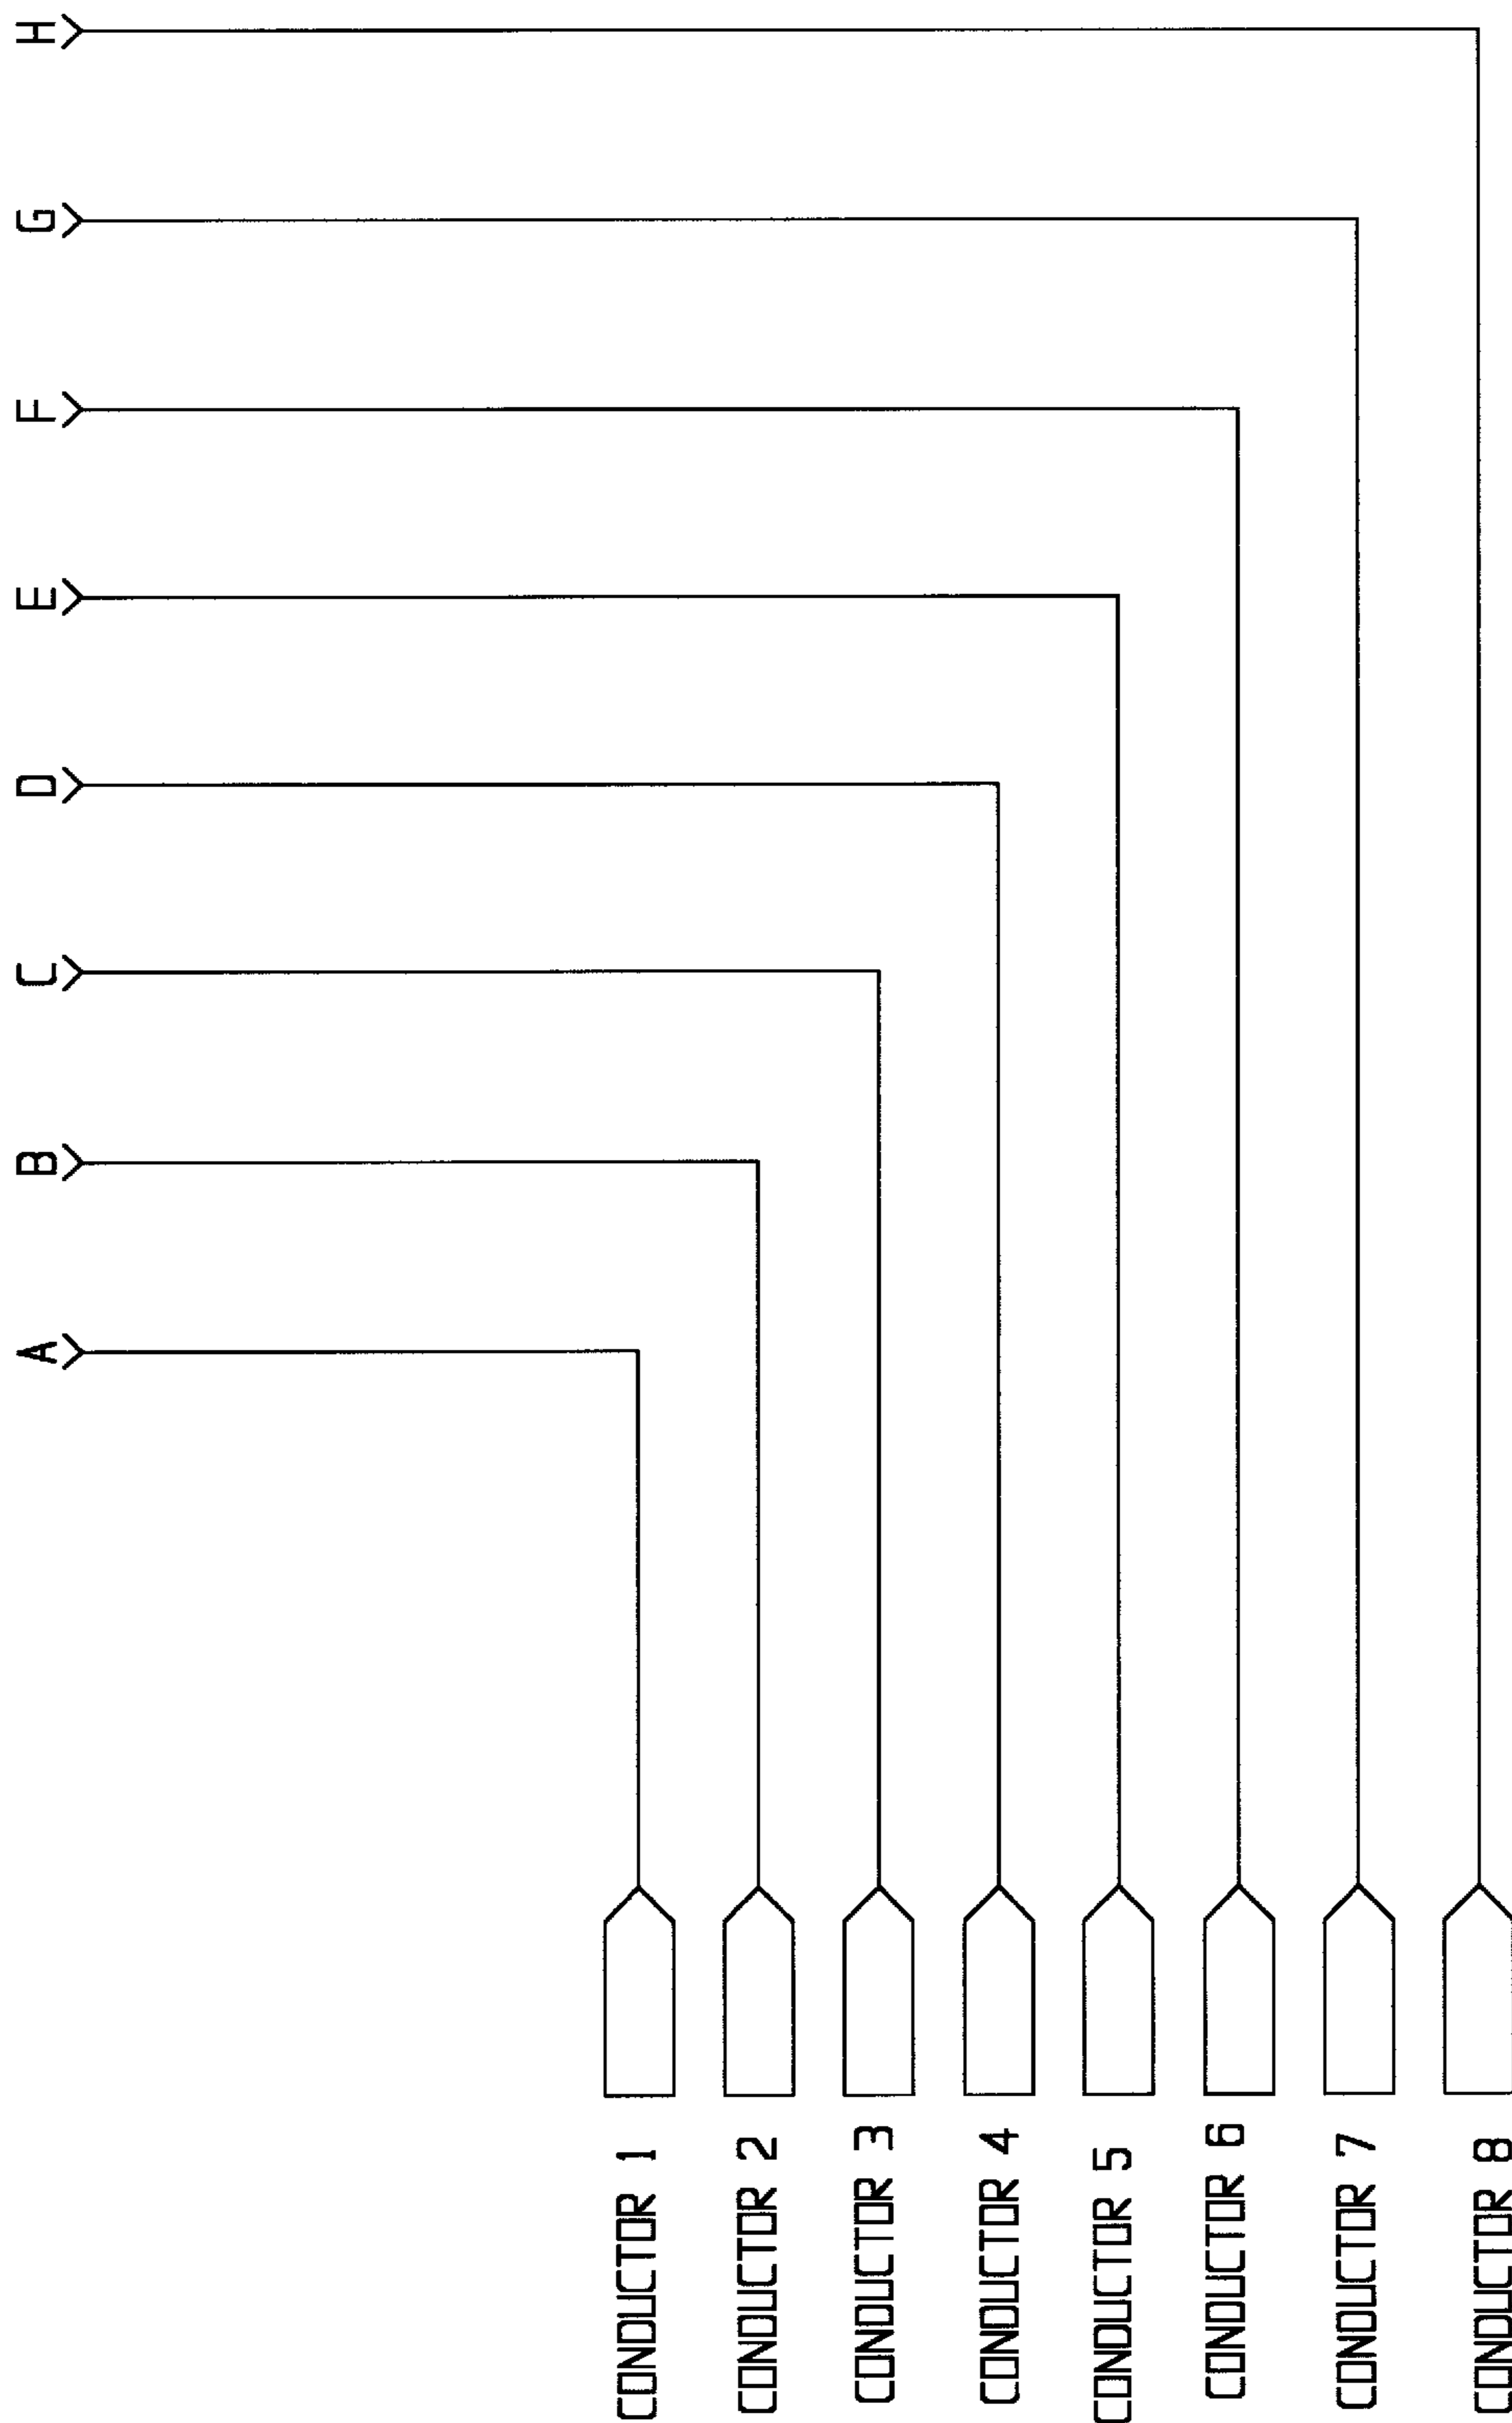 A
B
C
D
E
F
G
H
CONDUCTOR 1
CONDUCTOR 2
CONDUCTOR 3
CONDUCTOR 4
CONDUCTOR 5
CONDUCTOR 6
CONDUCTOR 7
CONDUCTOR 8